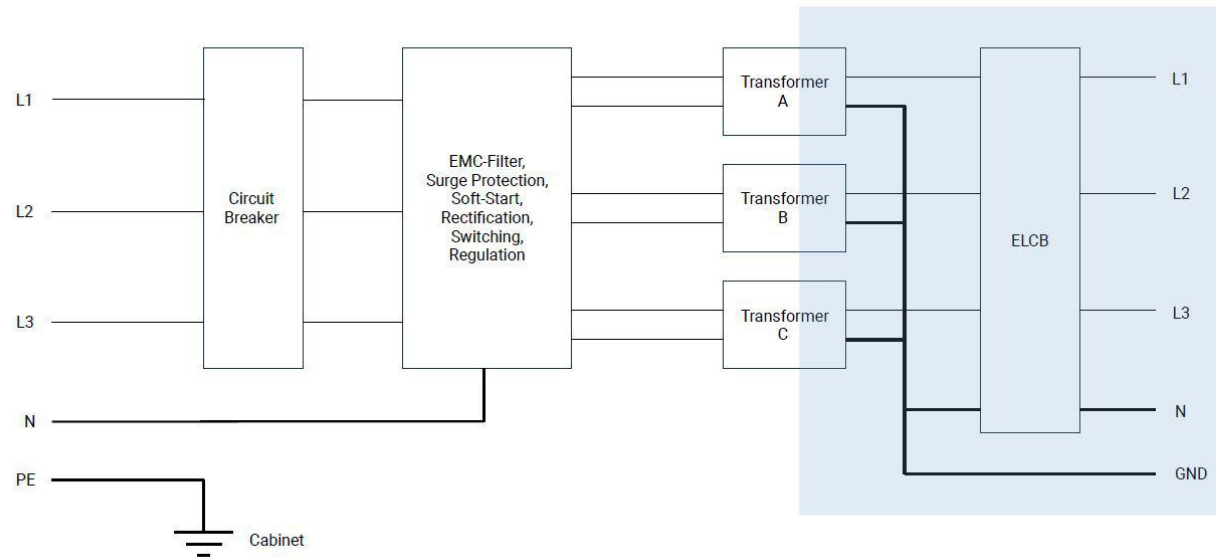 L1
L2
L3
N
PE
Circuit
Breaker
EMC-Filter,
Surge Protection,
Soft-Start,
Rectification,
Switching,
Regulation
Transformer
A
Transformer
B
Transformer
C
ELCB
L1
L2
L3
N
GND
Cabinet